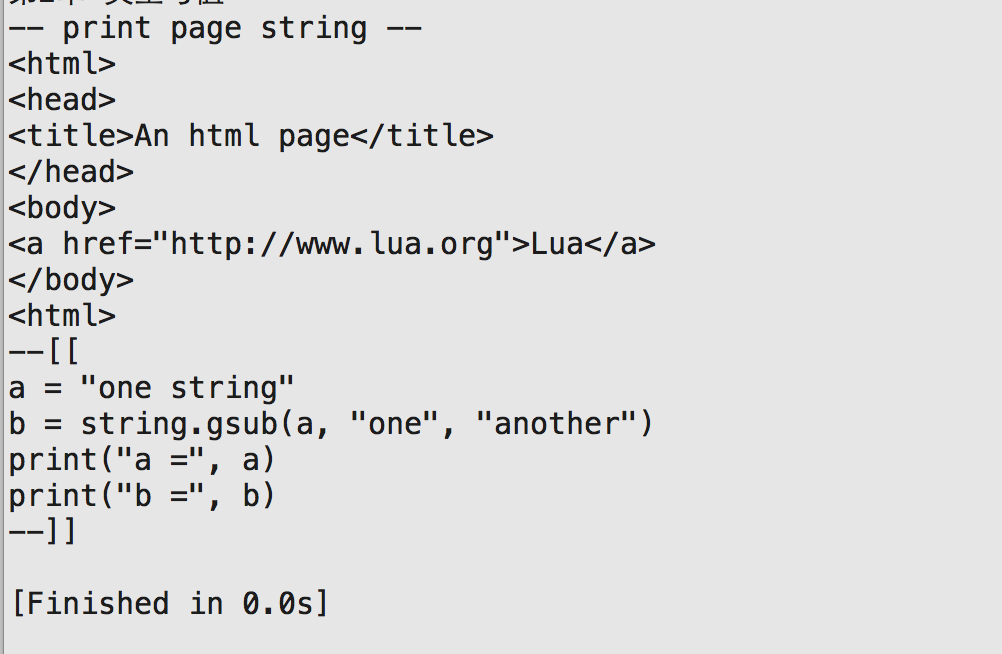 -- print page string --
<html>
<head>
<title>An html page</title>
</head>
<body>
<a href="http://www.lua.org">Lua</a>
</body>
<html>
--[[
a = "one string"
b = string.gsub(a, "one", "another")
print("a =", a)
print("b =", b)
--]]
[Finished in 0.0s]